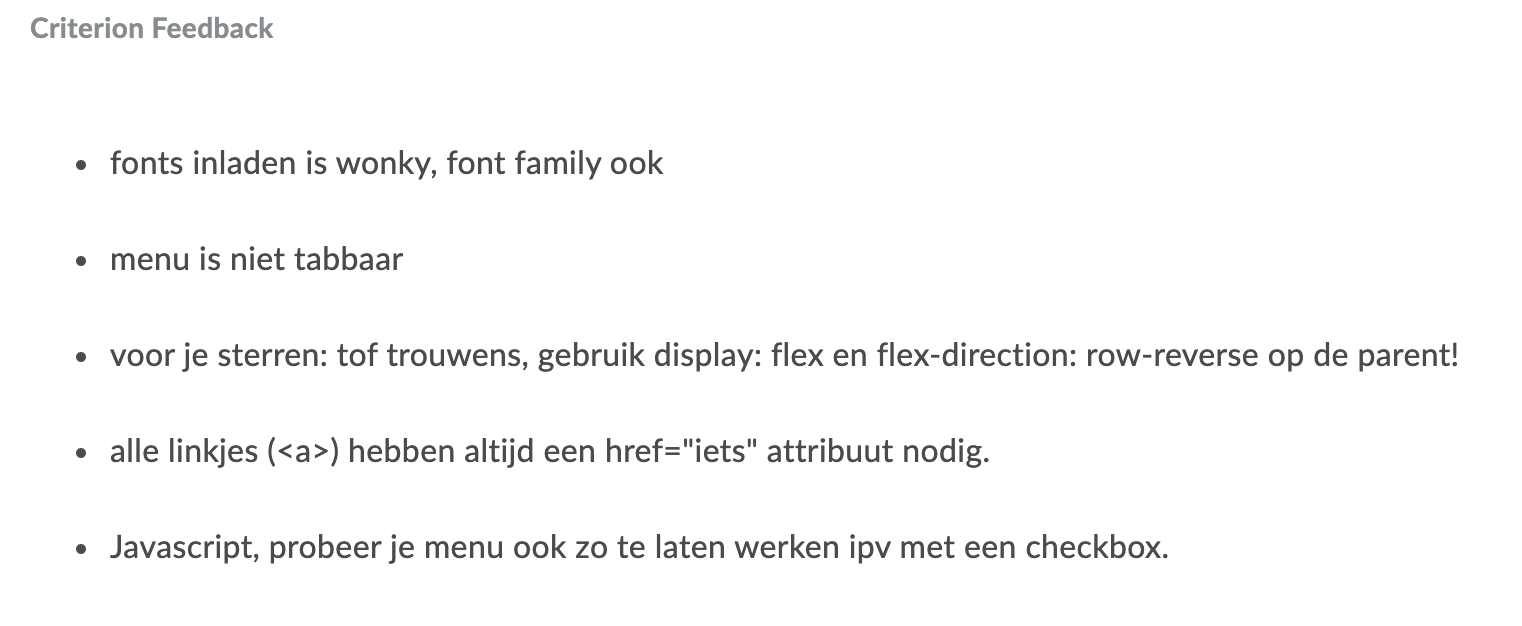 Criterion Feedback
• fonts inladen is wonky, font family ook
• menu is niet tabbaar
• voor je sterren: tof trouwens, gebruik display: flex en flex-direction: row-reverse op de parent!
• alle linkjes (<a>) hebben altijd een href="iets" attribuut nodig.
• Javascript, probeer je menu ook zo te laten werken ipv met een checkbox.